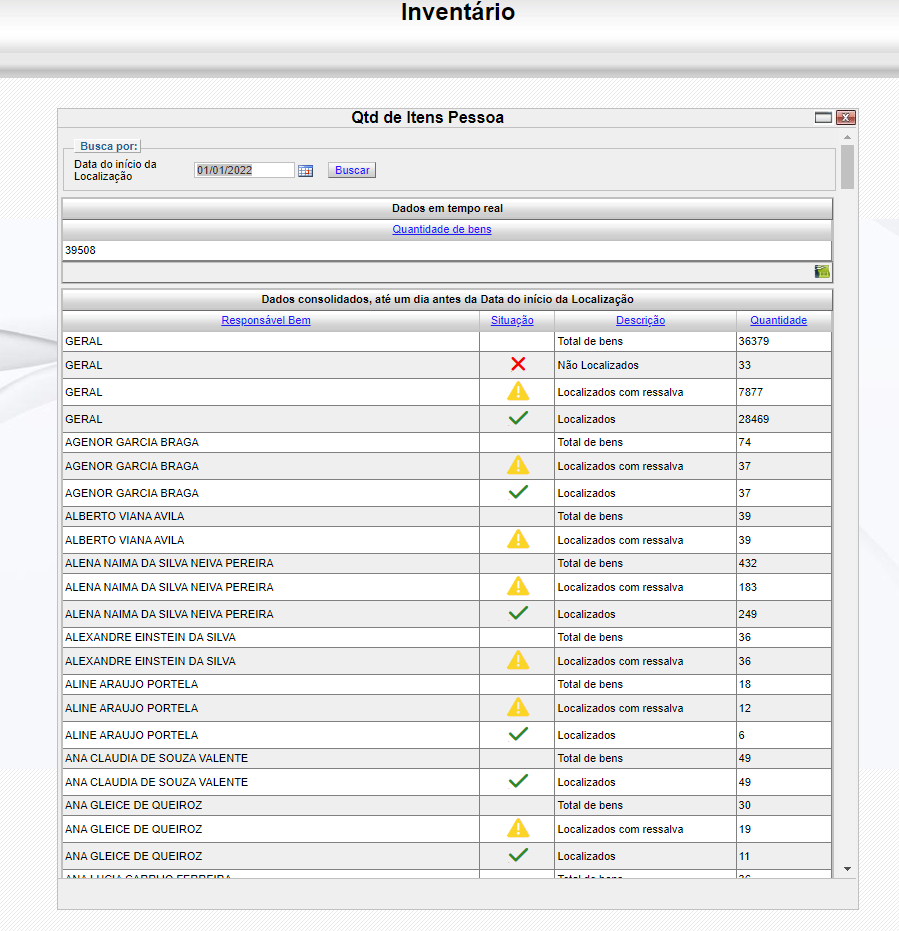 Inventário
Qtd de Itens Pessoa
Busca por:
Data do início da
Localização
01/01/2022
Buscar
Dados em tempo real
Quantidade de bens
39508
Dados consolidados, até um dia antes da Data do início da Localização
Responsável Bem Situação Descrição Quantidade
GERAL Total de bens 36379
GERAL Não Localizados 33
GERAL Localizados com ressalva 7877
GERAL Localizados 28469
AGENOR GARCIA BRAGA Total de bens 74
AGENOR GARCIA BRAGA Localizados com ressalva 37
AGENOR GARCIA BRAGA Localizados 37
ALBERTO VIANA AVILA Total de bens 39
ALBERTO VIANA AVILA Localizados com ressalva 39
ALENA NAIMA DA SILVA NEIVA PEREIRA Total de bens 432
ALENA NAIMA DA SILVA NEIVA PEREIRA Localizados com ressalva 183
ALENA NAIMA DA SILVA NEIVA PEREIRA Localizados 249
ALEXANDRE EINSTEIN DA SILVA Total de bens 36
ALEXANDRE EINSTEIN DA SILVA Localizados com ressalva 36
ALINE ARAUJO PORTELA Total de bens 18
ALINE ARAUJO PORTELA Localizados com ressalva 12
ALINE ARAUJO PORTELA Localizados 6
ANA CLAUDIA DE SOUZA VALENTE Total de bens 49
ANA CLAUDIA DE SOUZA VALENTE Localizados 49
ANA GLEICE DE QUEIROZ Total de bens 30
ANA GLEICE DE QUEIROZ Localizados com ressalva 19
ANA GLEICE DE QUEIROZ Localizados 11